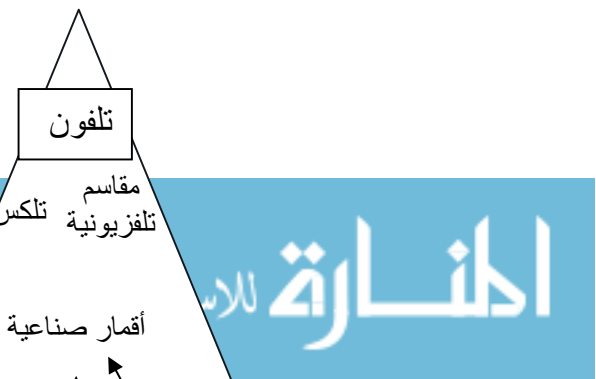 تلفون
مقاسم
تلفزيونية تلكس
المنارة
أقمار صناعية